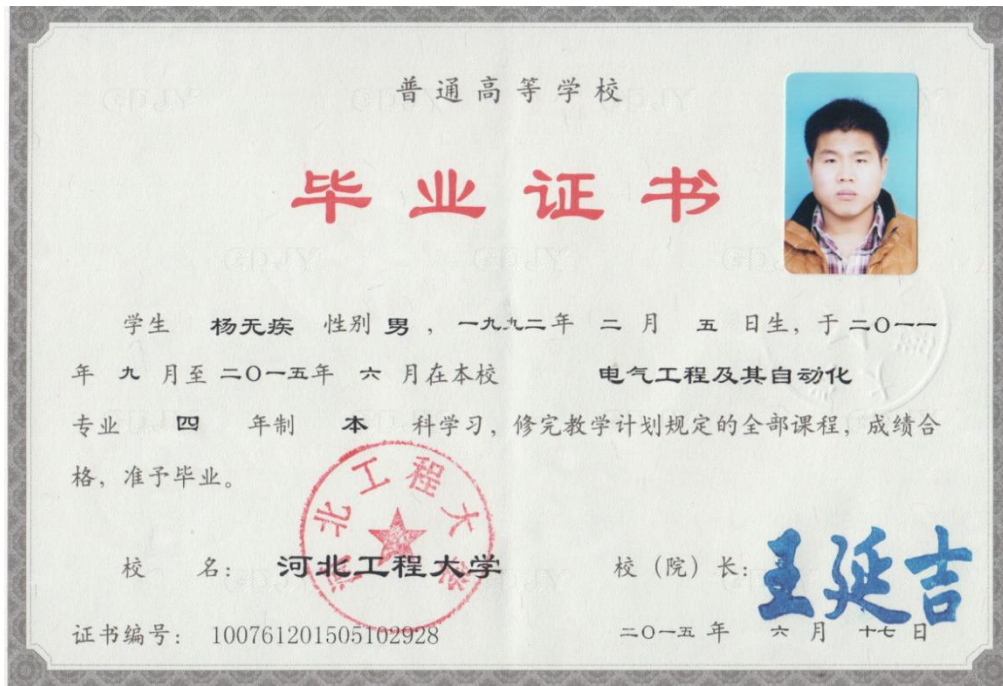 普通高等学校
毕业证书
学生 杨无疾 性别 男 ，一九九二年 二 月 五 日生，于 二〇一一
年 九 月至 二〇一五年 六 月在本校 电气工程及其自动化
专业 四 年制 本 科学习，修完教学计划规定的全部课程，成绩合
格，准予毕业。
河北工程大学
校 名： 河北工程大学 校（院）长： 王延吉
证书编号： 100761201505102928 二〇一五 年 六 月 十七 日